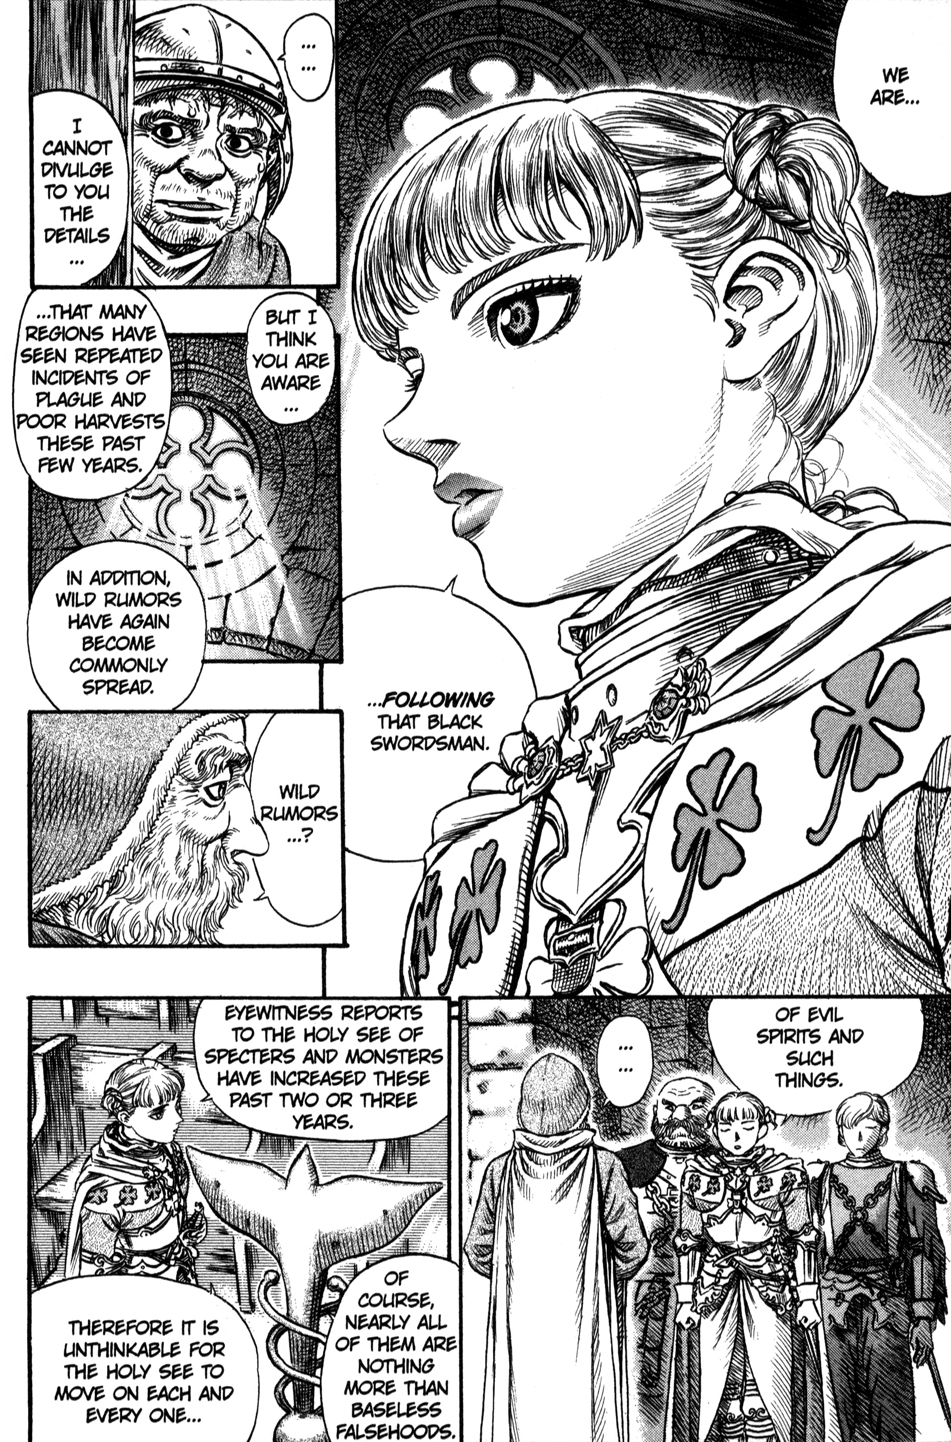 WE
ARE...
...FOLLOWING
THAT BLACK
SWORDSMAN.
...
...
I
CANNOT
DIVULGE
TO YOU
THE
DETAILS
...
BUT I
THINK
YOU ARE
AWARE
...
...THAT MANY
REGIONS HAVE
SEEN REPEATED
INCIDENTS OF
PLAGUE AND
POOR HARVESTS
THESE PAST
FEW YEARS.
IN ADDITION,
WILD RUMORS
HAVE AGAIN
BECOME
COMMONLY
SPREAD.
WILD
RUMORS
...?
OF EVIL
SPIRITS AND
SUCH
THINGS.
...
...
EYEWITNESS REPORTS
TO THE HOLY SEE OF
SPECTERS AND MONSTERS
HAVE INCREASED THESE
PAST TWO OR THREE
YEARS.
OF
COURSE,
NEARLY ALL
OF THEM ARE
NOTHING
MORE THAN
BASELESS
FALSEHOODS.
THEREFORE IT IS
UNTHINKABLE FOR
THE HOLY SEE TO
MOVE ON EACH AND
EVERY ONE...